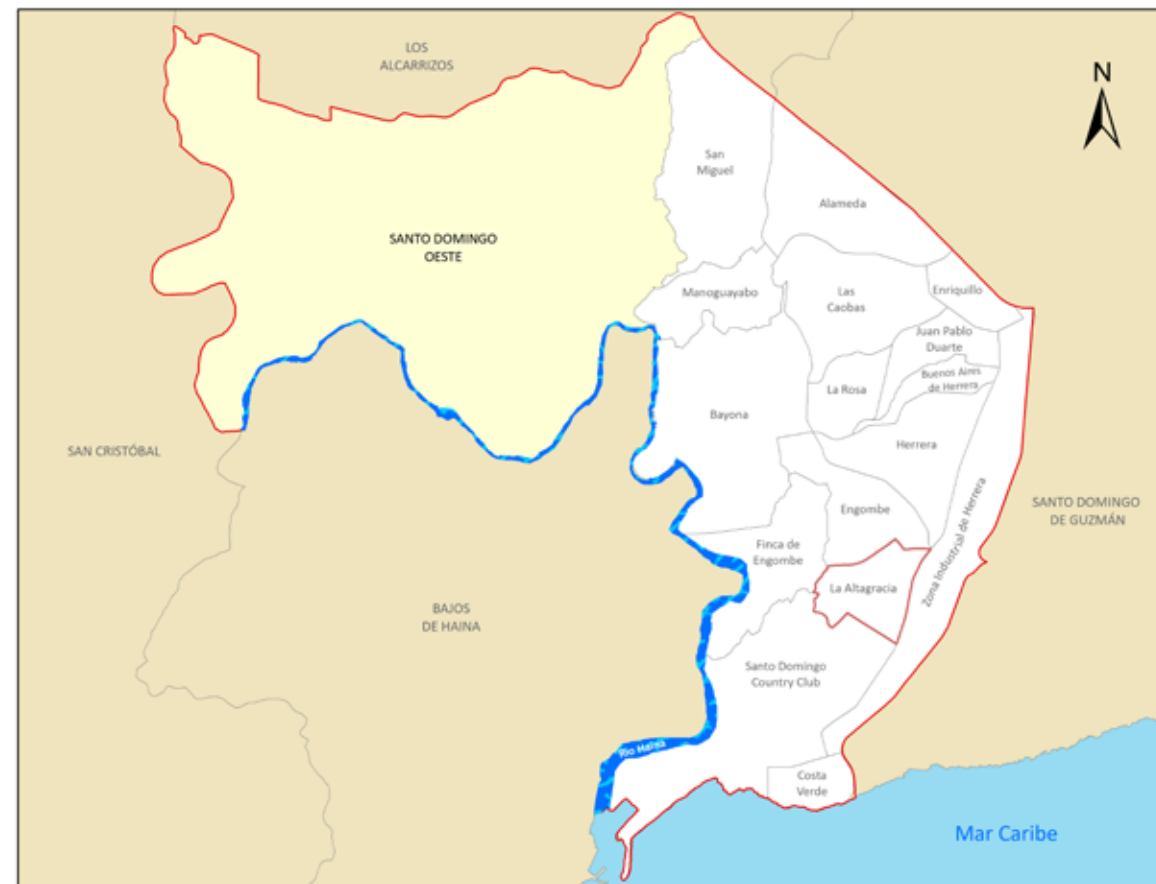 LOS
ALCARRIZOS
N
San
Miguel
Alameda
SANTO DOMINGO
OESTE
Manoguayabo
Las
Caobas
Enriquillo
Juan Pablo
Duarte
Buenos Aires
de Herrera
La Rosa
Bayona
Herrera
SAN CRISTÓBAL
Engombe
SANTO DOMINGO
DE GUZMÁN
Zona Industrial de Herrera
Finca de
Engombe
La Altagracia
BAJOS
DE HAINA
Santo Domingo
Country Club
Río Haina
Costa
Verde
Mar Caribe